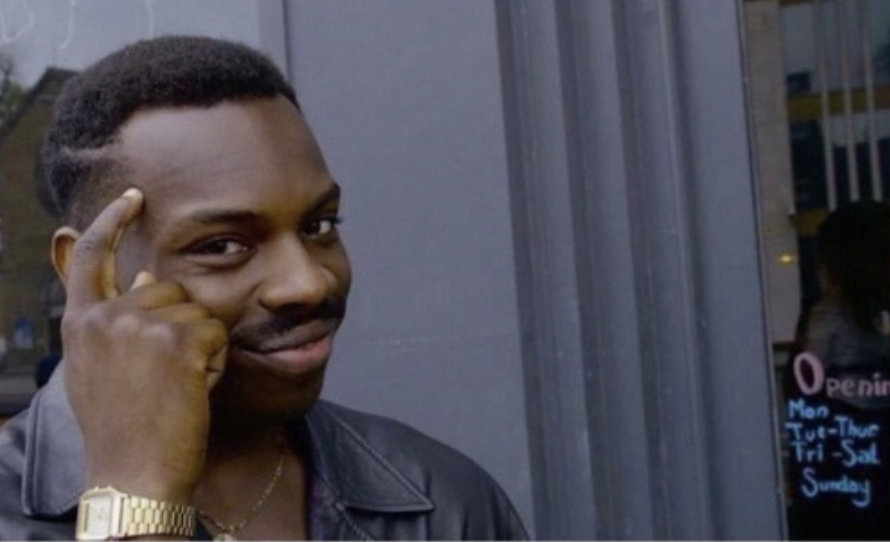 Openin
Mon
Tue-Thur
Fri-Sat
Sunday